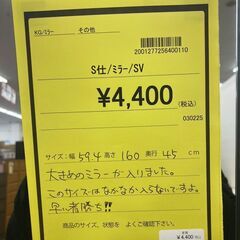 KG/ミラー　その他
2001277256400110
S仕/ミラー/SV
¥4,400
(税込)
030225
サイズ:幅 59.4 高さ 160 奥行 45 cm
大きめのミラーが入りました。
このサイズはなかなか入らないですよ。
早い者勝ち!!
商品のサイズ、状態を よくご確認下さい。
¥4,400